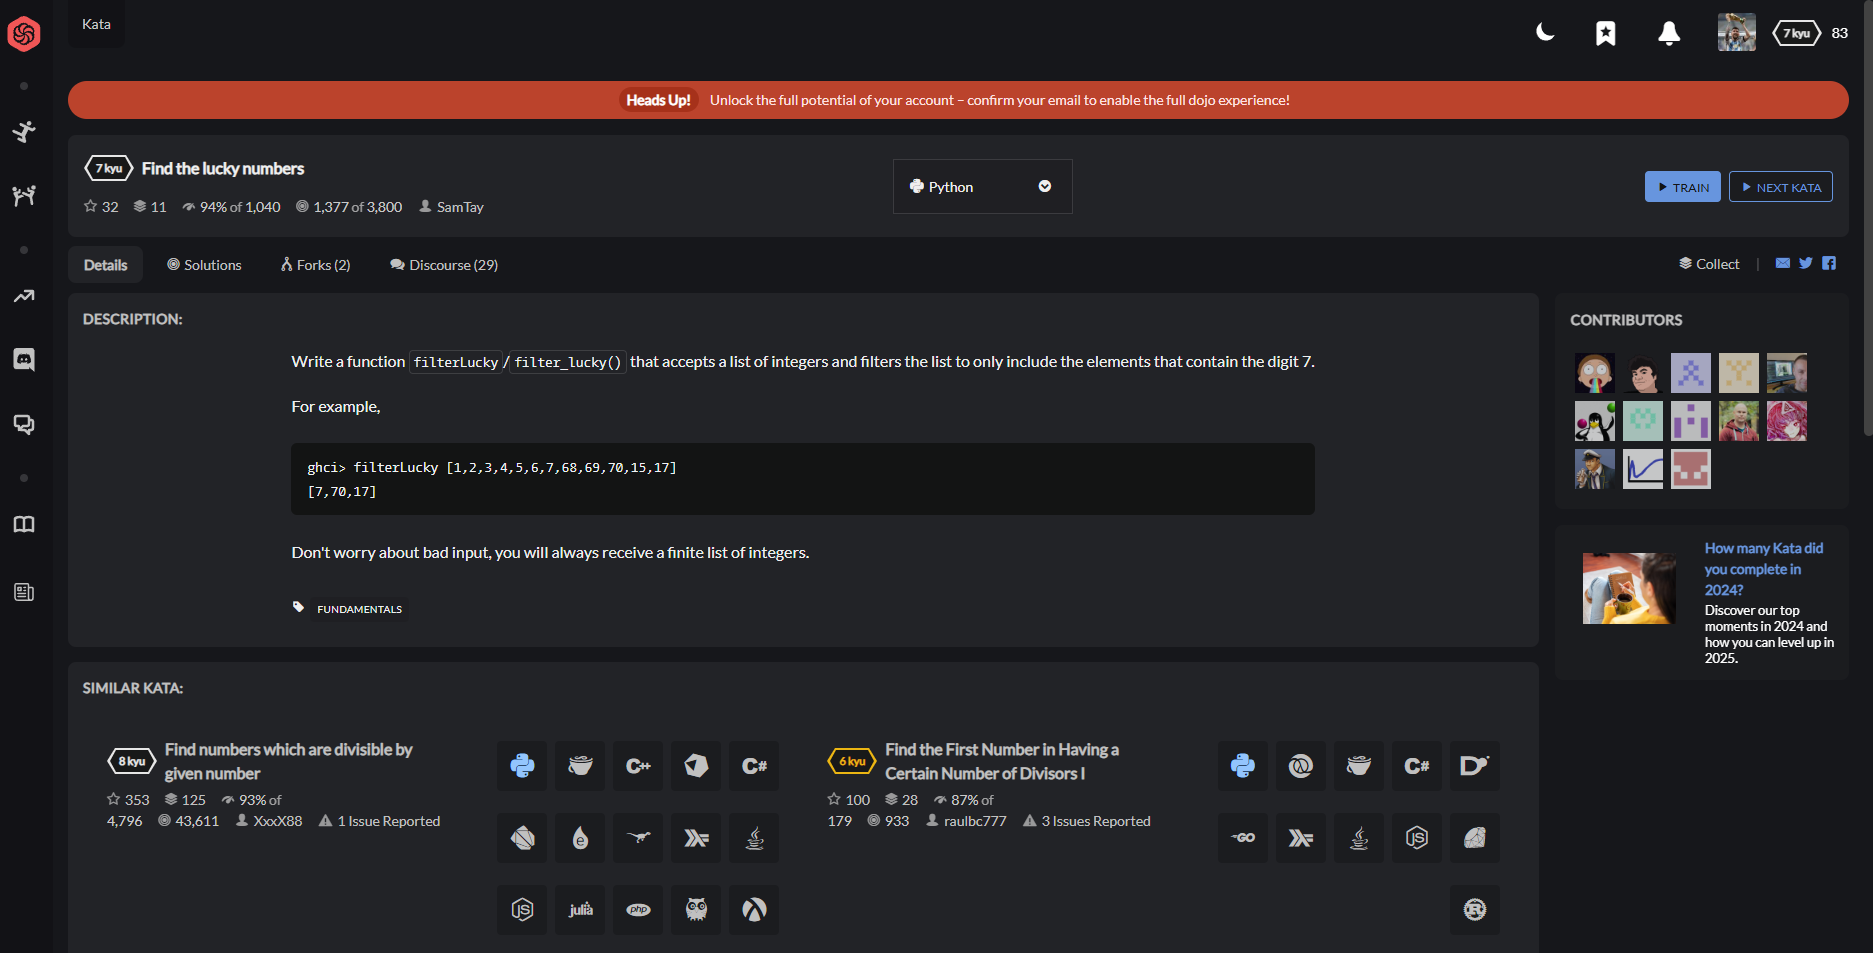 Kata
7 kyu 83
Heads Up! Unlock the full potential of your account – confirm your email to enable the full dojo experience!
7 kyu Find the lucky numbers
32 11 94% of 1,040 1,377 of 3,800 SamTay
Python
TRAIN NEXT KATA
Details Solutions Forks (2) Discourse (29)
Collect |
DESCRIPTION:
Write a function filterLucky/filter_lucky() that accepts a list of integers and filters the list to only include the elements that contain the digit 7.
For example,
ghci> filterLucky [1,2,3,4,5,6,7,68,69,70,15,17]
[7,70,17]
Don't worry about bad input, you will always receive a finite list of integers.
FUNDAMENTALS
CONTRIBUTORS
How many Kata did
you complete in
2024?
Discover our top
moments in 2024 and
how you can level up in
2025.
SIMILAR KATA:
8 kyu Find numbers which are divisible by
given number
353 125 93% of
4,796 43,611 XxxX88 1 Issue Reported
C++ C#
e
JS julia php
6 kyu Find the First Number in Having a
Certain Number of Divisors I
100 28 87% of
179 933 raulbc777 3 Issues Reported
C# D
GO JS
R